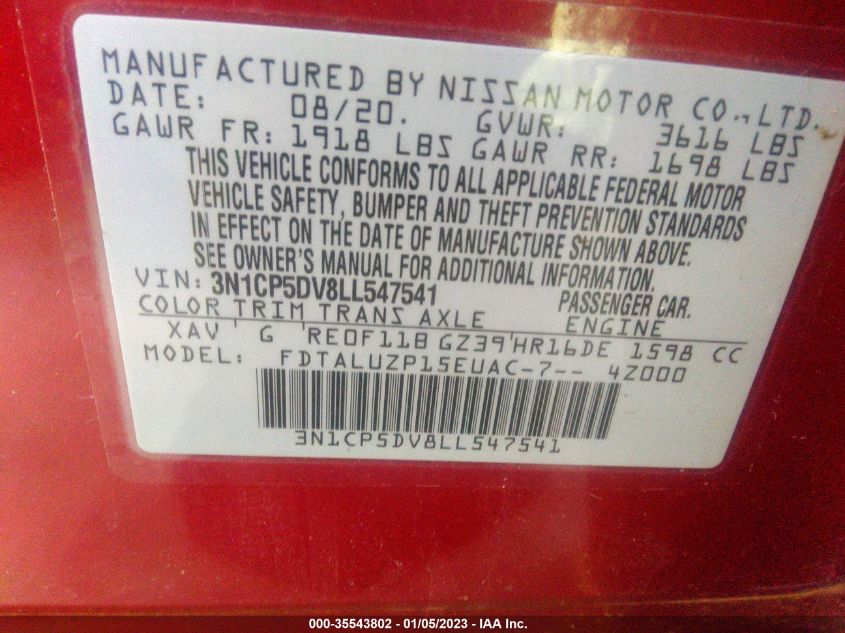 MANUFACTURED BY NISSAN MOTOR CO.,LTD.
DATE: 08/20. GVWR: 3616 LBS
GAWR FR: 1918 LBS GAWR RR: 1698 LBS
THIS VEHICLE CONFORMS TO ALL APPLICABLE FEDERAL MOTOR
VEHICLE SAFETY, BUMPER AND THEFT PREVENTION STANDARDS
IN EFFECT ON THE DATE OF MANUFACTURE SHOWN ABOVE.
SEE OWNER'S MANUAL FOR ADDITIONAL INFORMATION.
VIN: 3N1CP5DV8LL547541 PASSENGER CAR.
COLOR TRIM TRANS AXLE ENGINE
XAV G RE0F11B GZ39 HR16DE 1598 CC
MODEL: FDTALUZP15EUAC-7-- 4Z000
3N1CP5DV8LL547541
000-35543802 - 01/05/2023 - IAA Inc.